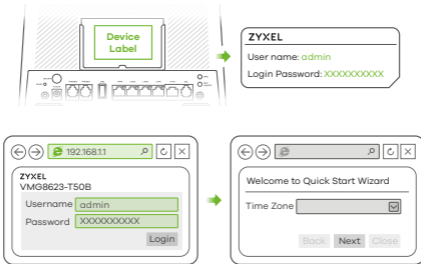 Device
Label
ZYXEL
User name: admin
Login Password: XXXXXXXXXX
192.168.1.1
ZYXEL
VMG8623-T50B
Username admin
Password XXXXXXXXXX
Login
Welcome to Quick Start Wizard
Time Zone
Back Next Close